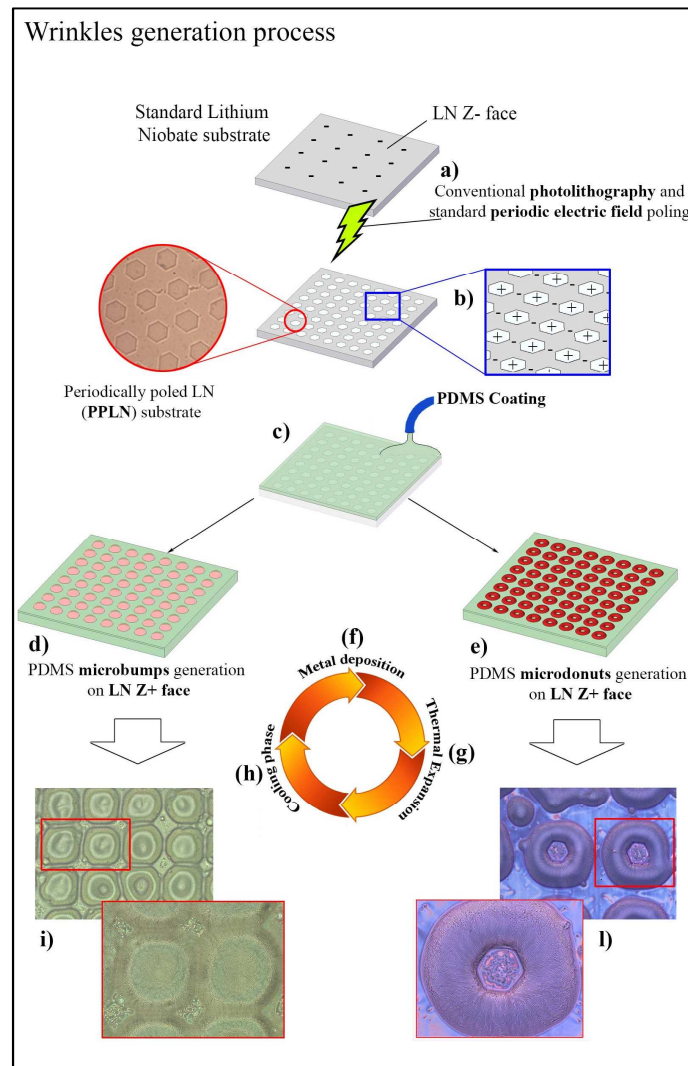 Wrinkles generation process
Standard Lithium
Niobate substrate
LN Z- face
a)
Conventional photolithography and
standard periodic electric field poling
b)
Periodically poled LN
(PPLN) substrate
PDMS Coating
c)
d)
PDMS microbumps generation
on LN Z+ face
e)
PDMS microdonuts generation
on LN Z+ face
(f)
Metal deposition
Thermal Expansion
(g)
Cooling phase
(h)
i)
l)